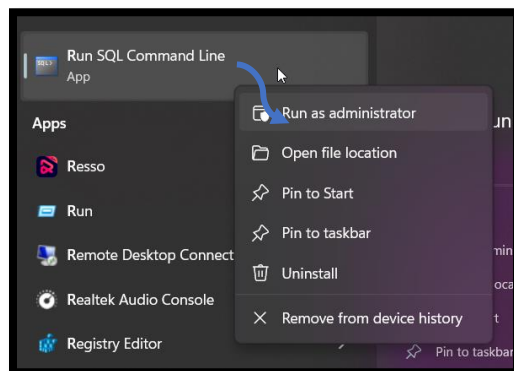 SQL>
Run SQL Command Line
App
Run as administrator
Apps
Open file location
Resso
Pin to Start
Run
Pin to taskbar
Remote Desktop Connect
Uninstall
Realtek Audio Console
Remove from device history
Registry Editor
Pin to taskbar